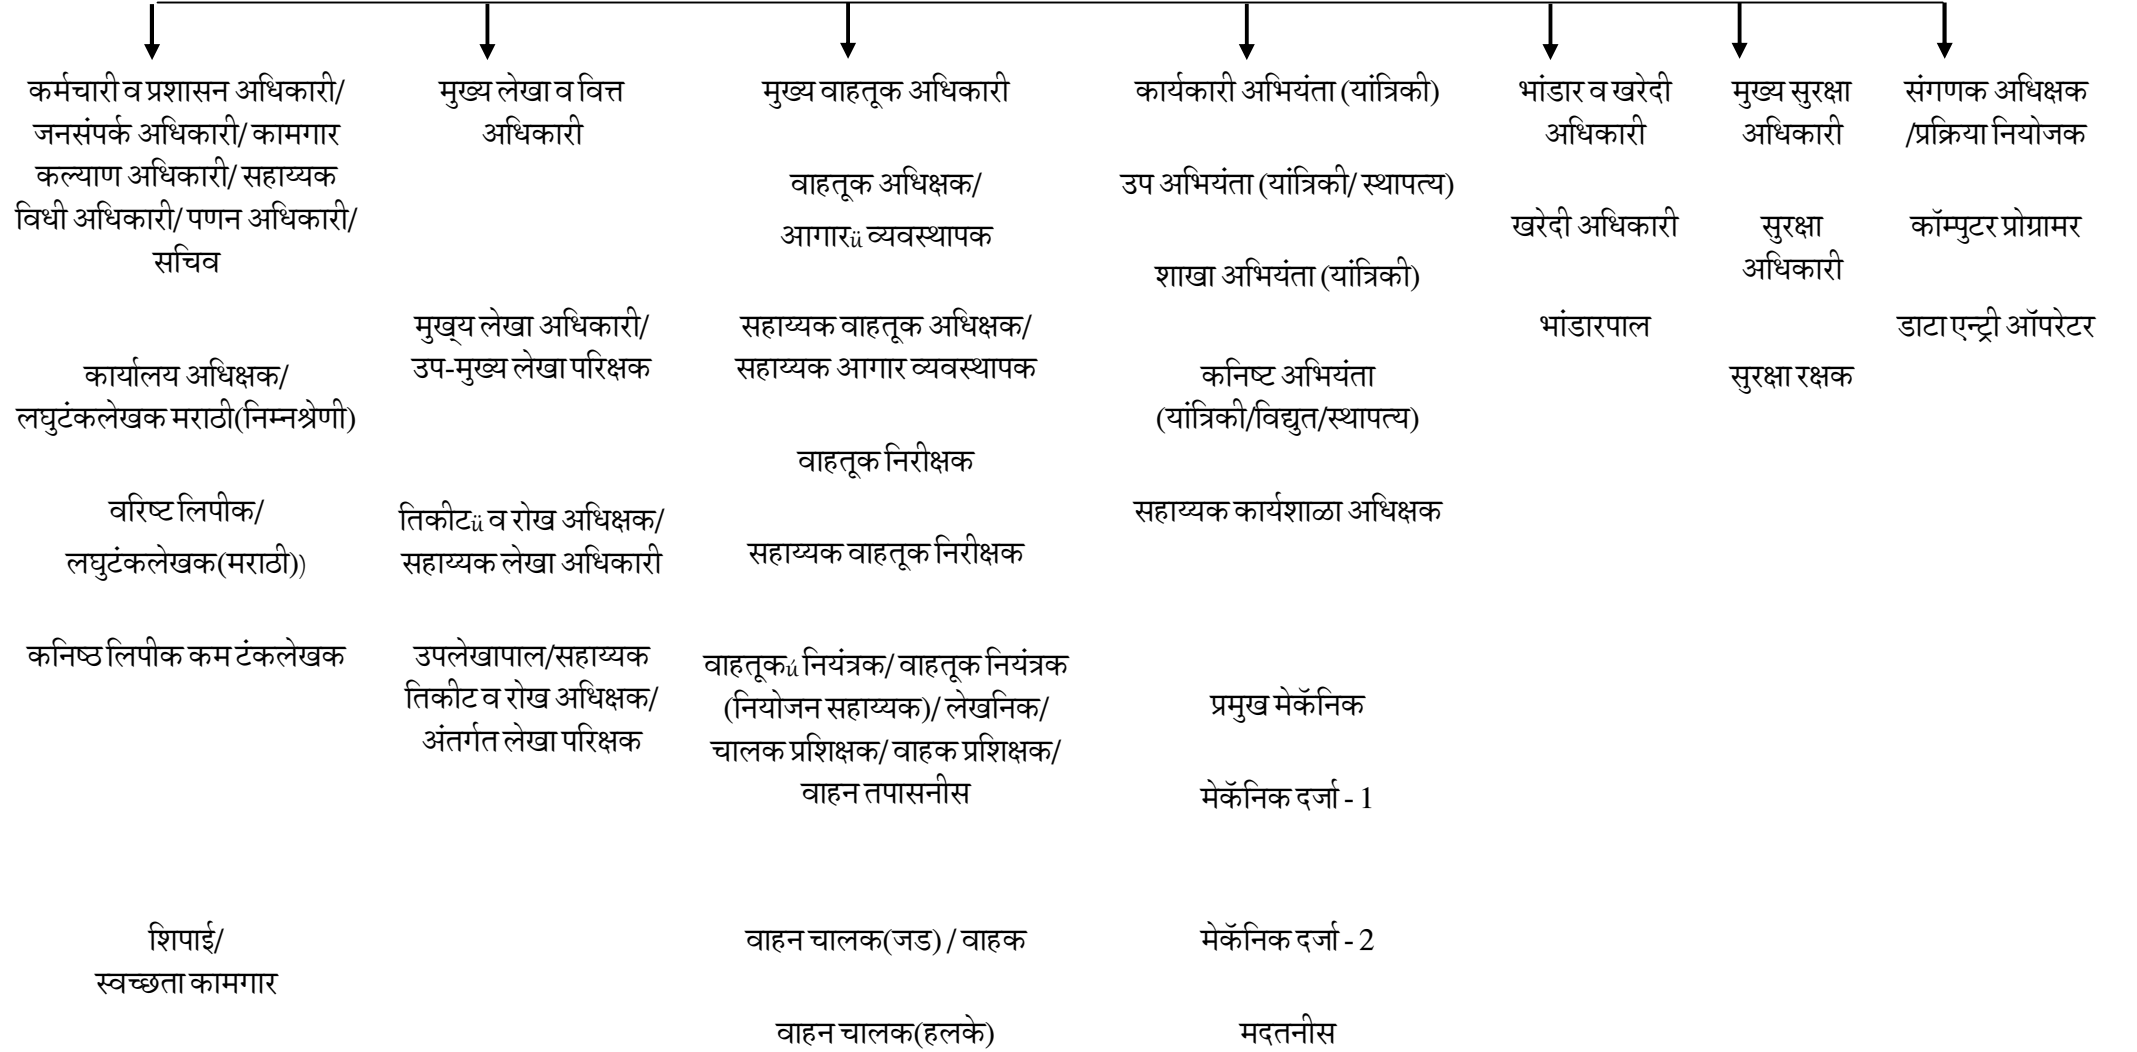 कर्मचारी व प्रशासन अधिकारी/
जनसंपर्क अधिकारी/ कामगार
कल्याण अधिकारी/ सहाय्यक
विधी अधिकारी/ पणन अधिकारी/
सचिव
कार्यालय अधिक्षक/
लघुटंकलेखक मराठी(निम्नश्रेणी)
वरिष्ट लिपीक/
लघुटंकलेखक(मराठी))
कनिष्ठ लिपीक कम टंकलेखक
शिपाई/
स्वच्छता कामगार
मुख्य लेखा व वित्त
अधिकारी
मुख्‍य लेखा अधिकारी/
उप-मुख्य लेखा परिक्षक
तिकीटü व रोख अधिक्षक/
सहाय्यक लेखा अधिकारी
उपलेखापाल/सहाय्यक
तिकीट व रोख अधिक्षक/
अंतर्गत लेखा परिक्षक
मुख्य वाहतूक अधिकारी
वाहतूक अधिक्षक/
आगारü व्यवस्थापक
सहाय्यक वाहतूक अधिक्षक/
सहाय्यक आगार व्यवस्थापक
वाहतूक निरीक्षक
सहाय्यक वाहतूक निरीक्षक
वाहतूकú नियंत्रक/ वाहतूक नियंत्रक
(नियोजन सहाय्यक)/ लेखनिक/
चालक प्रशिक्षक/ वाहक प्रशिक्षक/
वाहन तपासनीस
वाहन चालक(जड) / वाहक
वाहन चालक(हलके)
कार्यकारी अभियंता (यांत्रिकी)
उप अभियंता (यांत्रिकी/ स्थापत्य)
शाखा अभियंता (यांत्रिकी)
कनिष्ट अभियंता
(यांत्रिकी/विद्युत/स्थापत्य)
सहाय्यक कार्यशाळा अधिक्षक
प्रमुख मेकॅनिक
मेकॅनिक दर्जा - 1
मेकॅनिक दर्जा - 2
मदतनीस
भांडार व खरेदी
अधिकारी
खरेदी अधिकारी
भांडारपाल
मुख्य सुरक्षा
अधिकारी
सुरक्षा
अधिकारी
सुरक्षा रक्षक
संगणक अधिक्षक
/प्रक्रिया नियोजक
कॉम्पुटर प्रोग्रामर
डाटा एन्ट्री ऑपरेटर